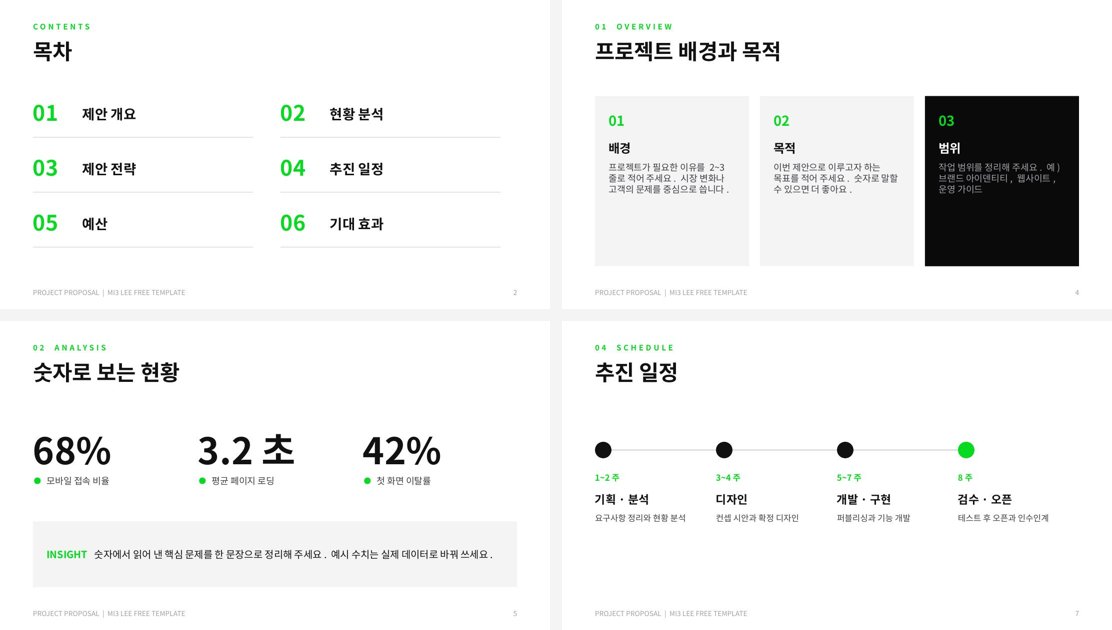 CONTENTS
목차
01 제안 개요
02 현황 분석
03 제안 전략
04 추진 일정
05 예산
06 기대 효과
PROJECT PROPOSAL | MI3 LEE FREE TEMPLATE 2
01 OVERVIEW
프로젝트 배경과 목적
01
배경
프로젝트가 필요한 이유를 2~3
줄로 적어 주세요. 시장 변화나
고객의 문제를 중심으로 씁니다.
02
목적
이번 제안으로 이루고자 하는
목표를 적어 주세요. 숫자로 말할
수 있으면 더 좋아요.
03
범위
작업 범위를 정리해 주세요. 예)
브랜드 아이덴티티, 웹사이트,
운영 가이드
PROJECT PROPOSAL | MI3 LEE FREE TEMPLATE 4
02 ANALYSIS
숫자로 보는 현황
68%
모바일 접속 비율
3.2초
평균 페이지 로딩
42%
첫 화면 이탈률
INSIGHT 숫자에서 읽어 낸 핵심 문제를 한 문장으로 정리해 주세요. 예시 수치는 실제 데이터로 바꿔 쓰세요.
PROJECT PROPOSAL | MI3 LEE FREE TEMPLATE 5
04 SCHEDULE
추진 일정
1~2주
기획 · 분석
요구사항 정리와 현황 분석
3~4주
디자인
컨셉 시안과 확정 디자인
5~7주
개발 · 구현
퍼블리싱과 기능 개발
8주
검수 · 오픈
테스트 후 오픈과 인수인계
PROJECT PROPOSAL | MI3 LEE FREE TEMPLATE 7